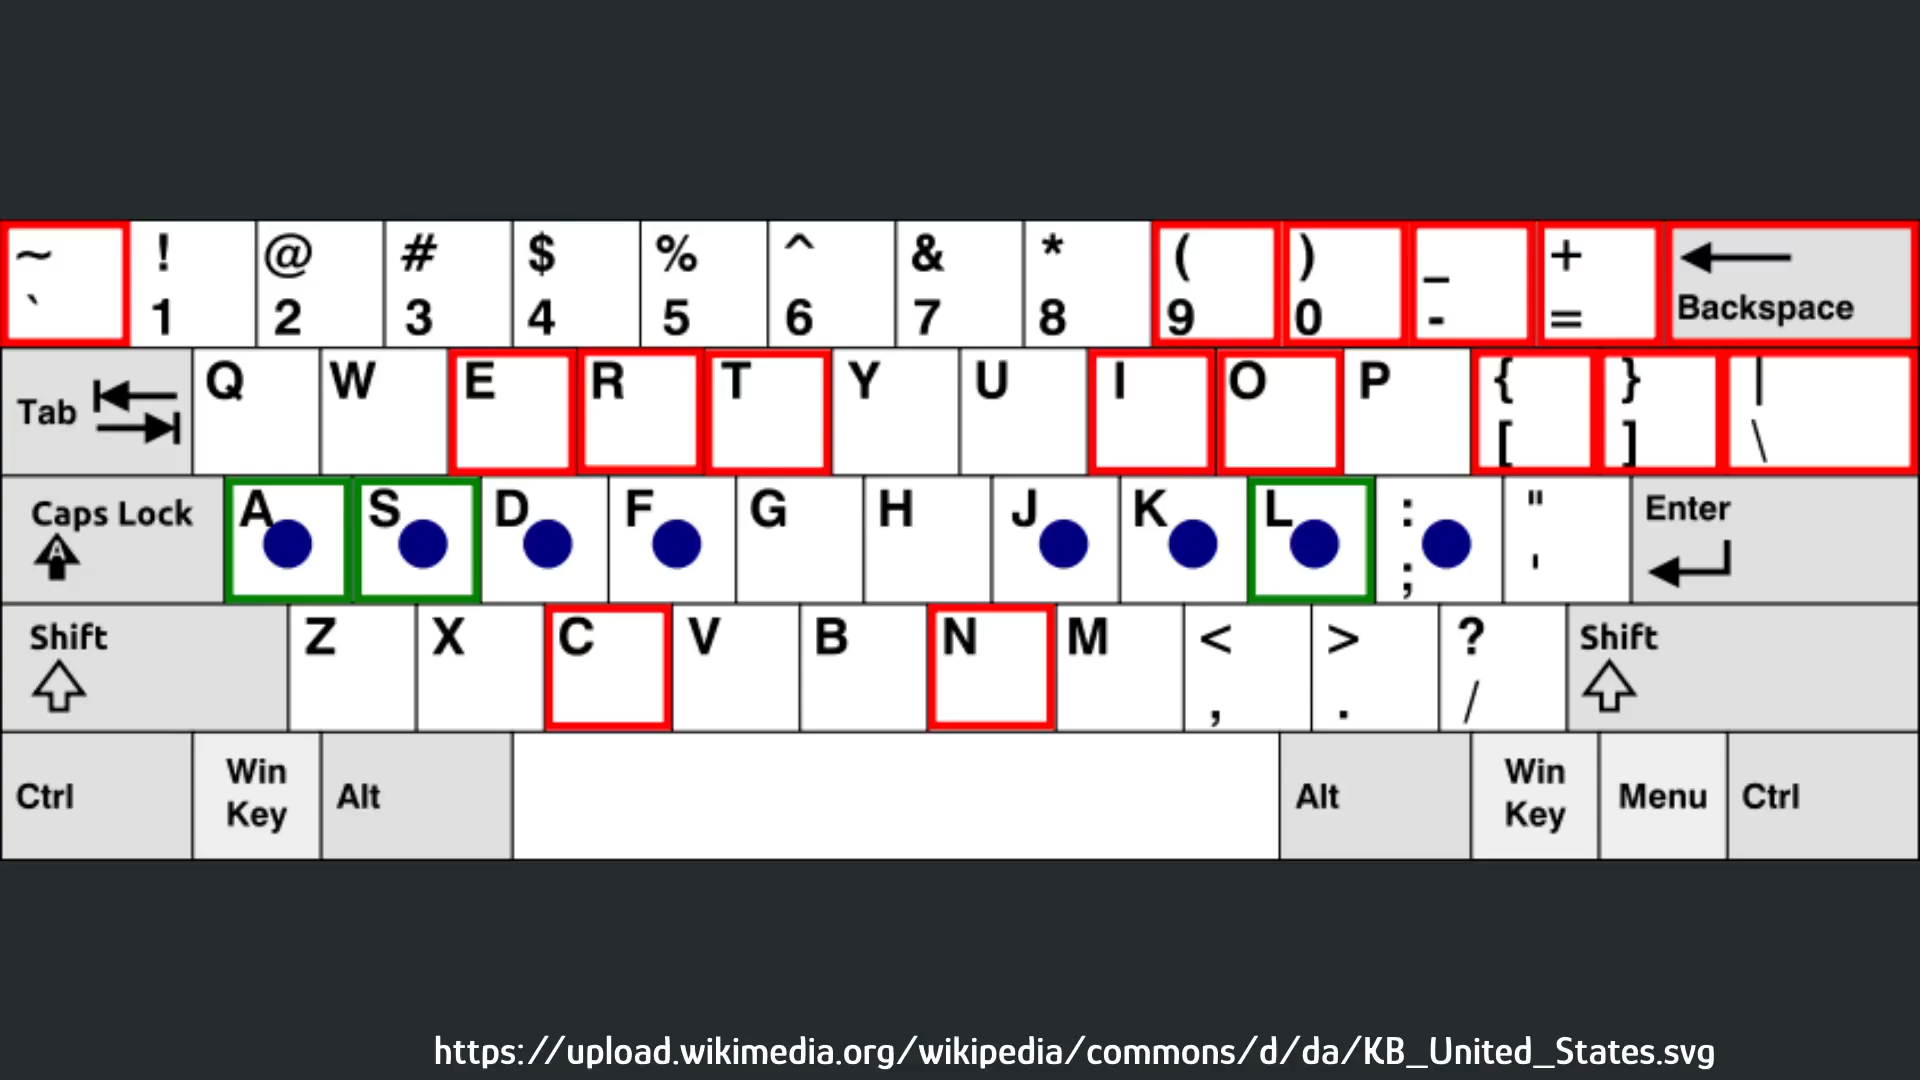 ~ ! @ # $ % ^ & * ( ) _ +
` 1 2 3 4 5 6 7 8 9 0 - = Backspace
Tab Q W E R T Y U I O P { } |
[ ] \
Caps Lock A S D F G H J K L : " Enter
A ; '
Shift Z X C V B N M < > ? Shift
, . /
Ctrl Win Key Alt Alt Win Key Menu Ctrl
https://upload.wikimedia.org/wikipedia/commons/d/da/KB_United_States.svg